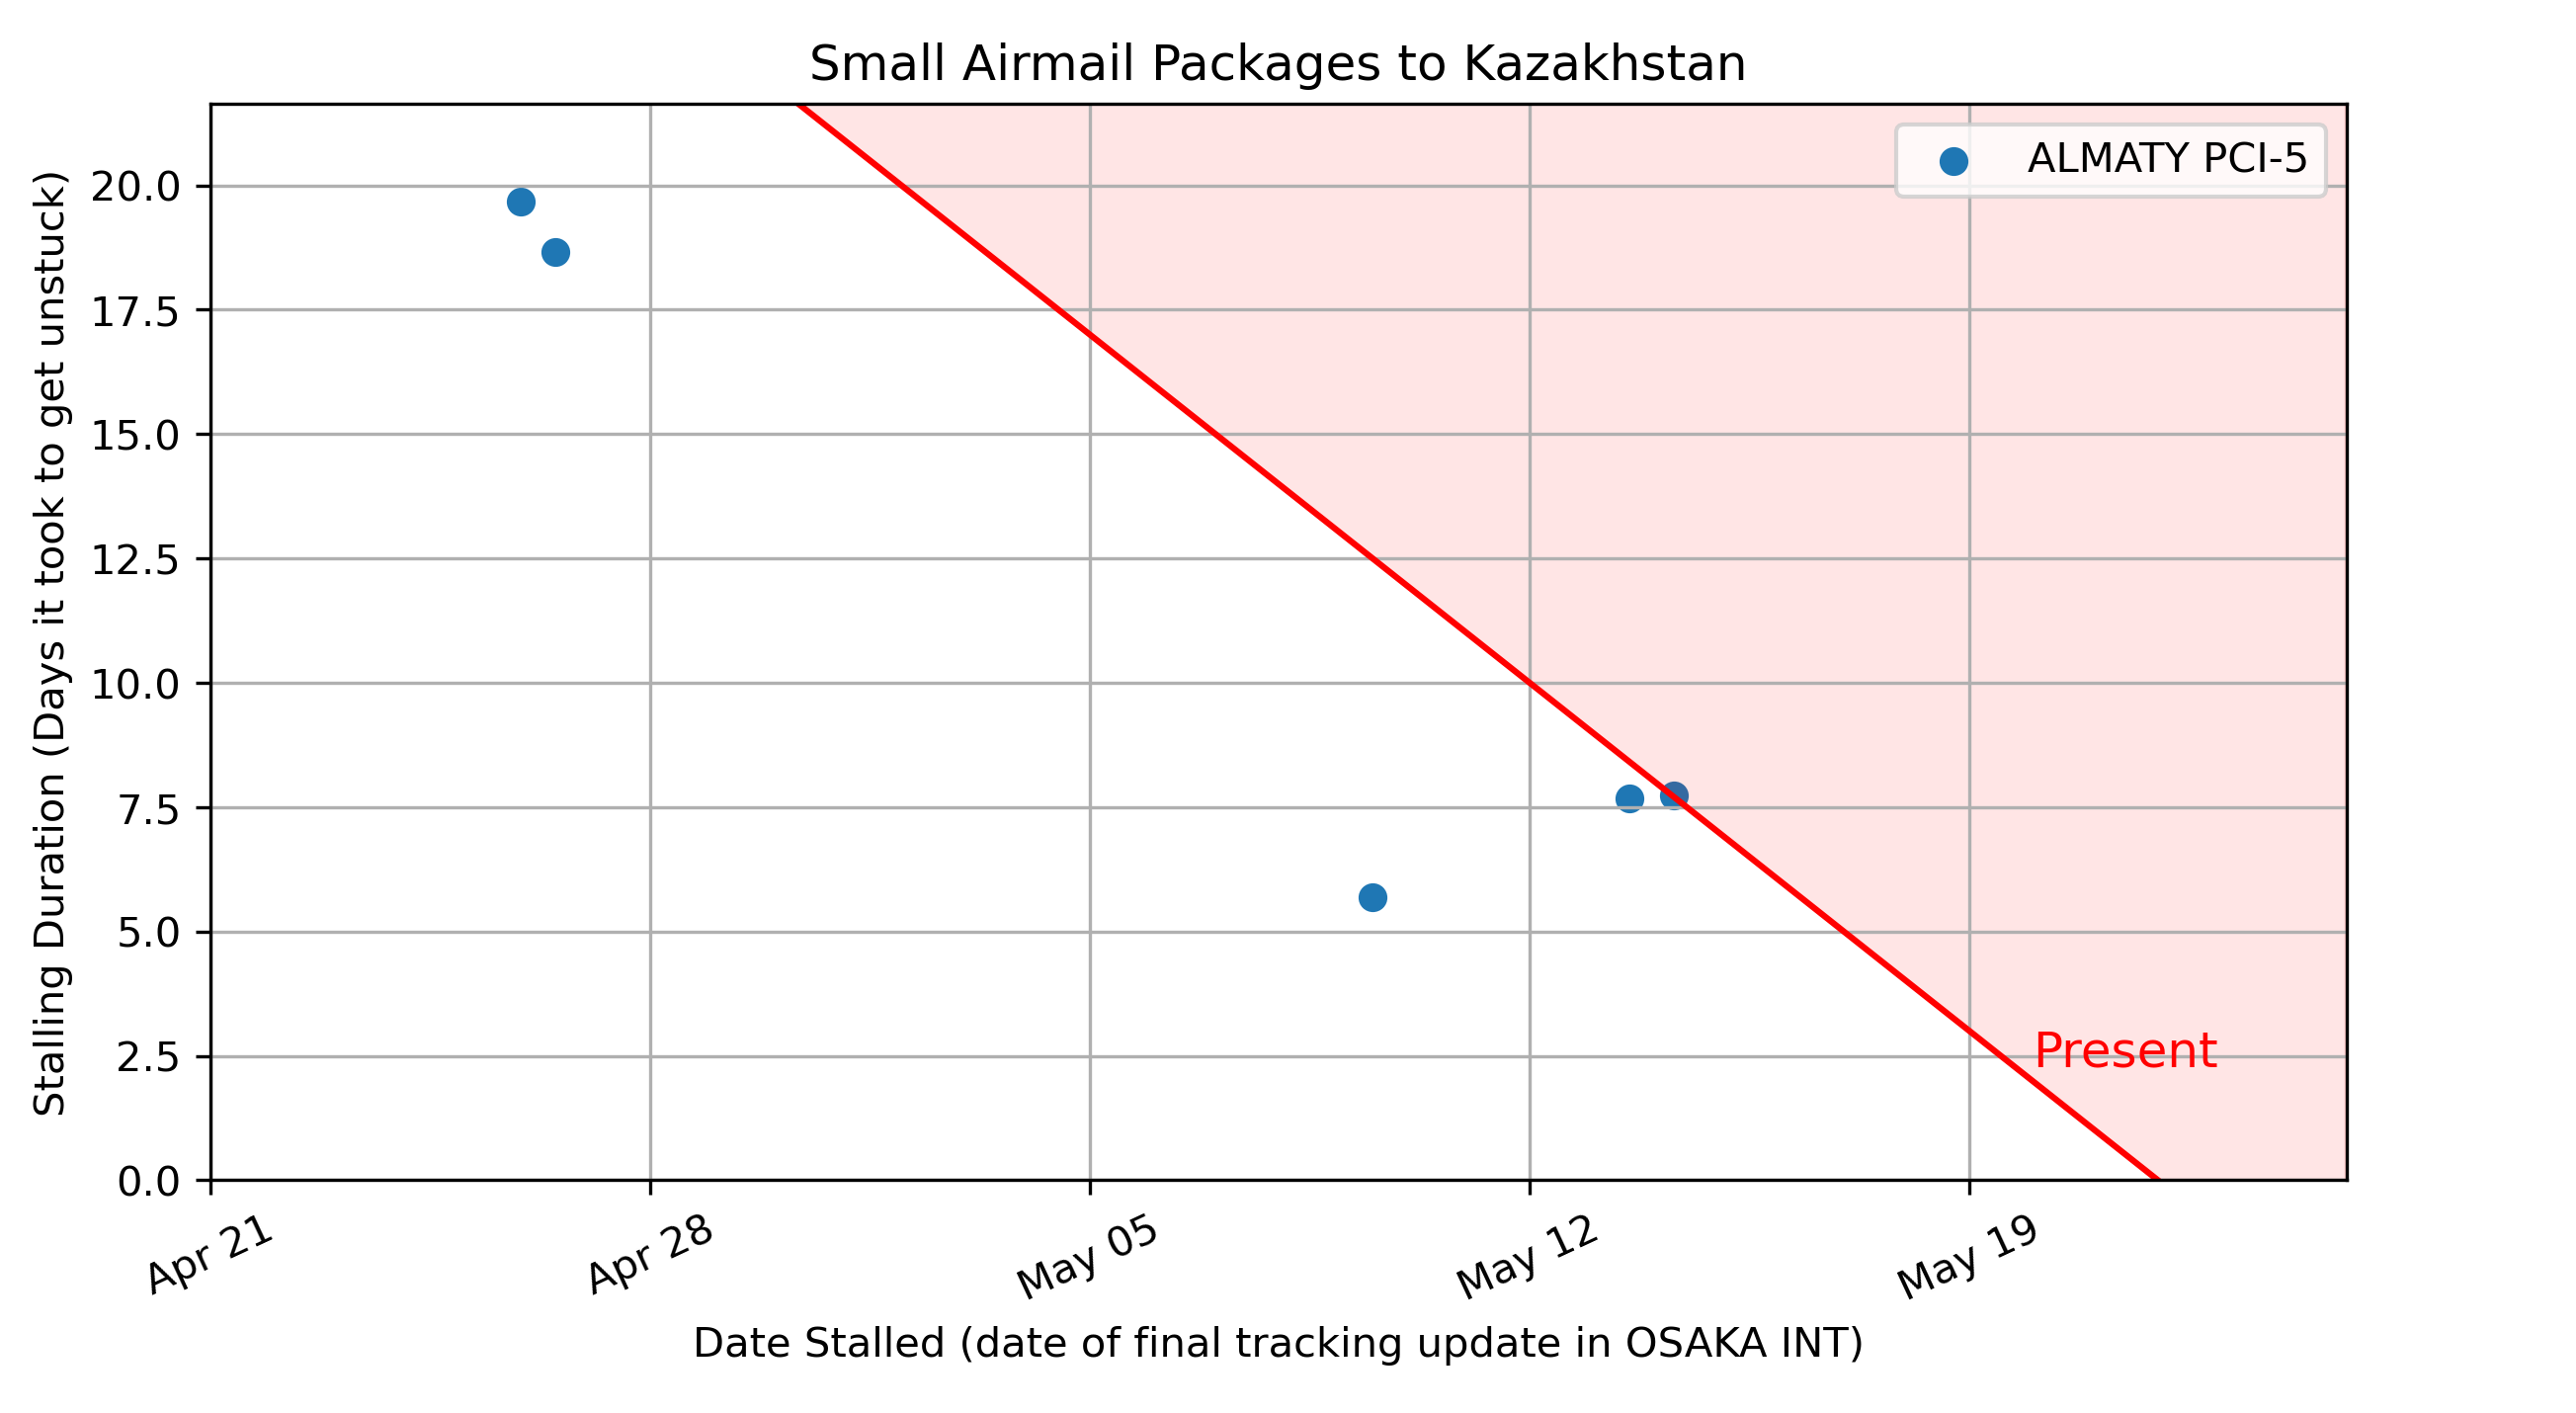 Small Airmail Packages to Kazakhstan
ALMATY PCI-5
Stalling Duration (Days it took to get unstuck)
20.0
17.5
15.0
12.5
10.0
7.5
5.0
2.5
0.0
Present
Apr 21
Apr 28
May 05
May 12
May 19
Date Stalled (date of final tracking update in OSAKA INT)